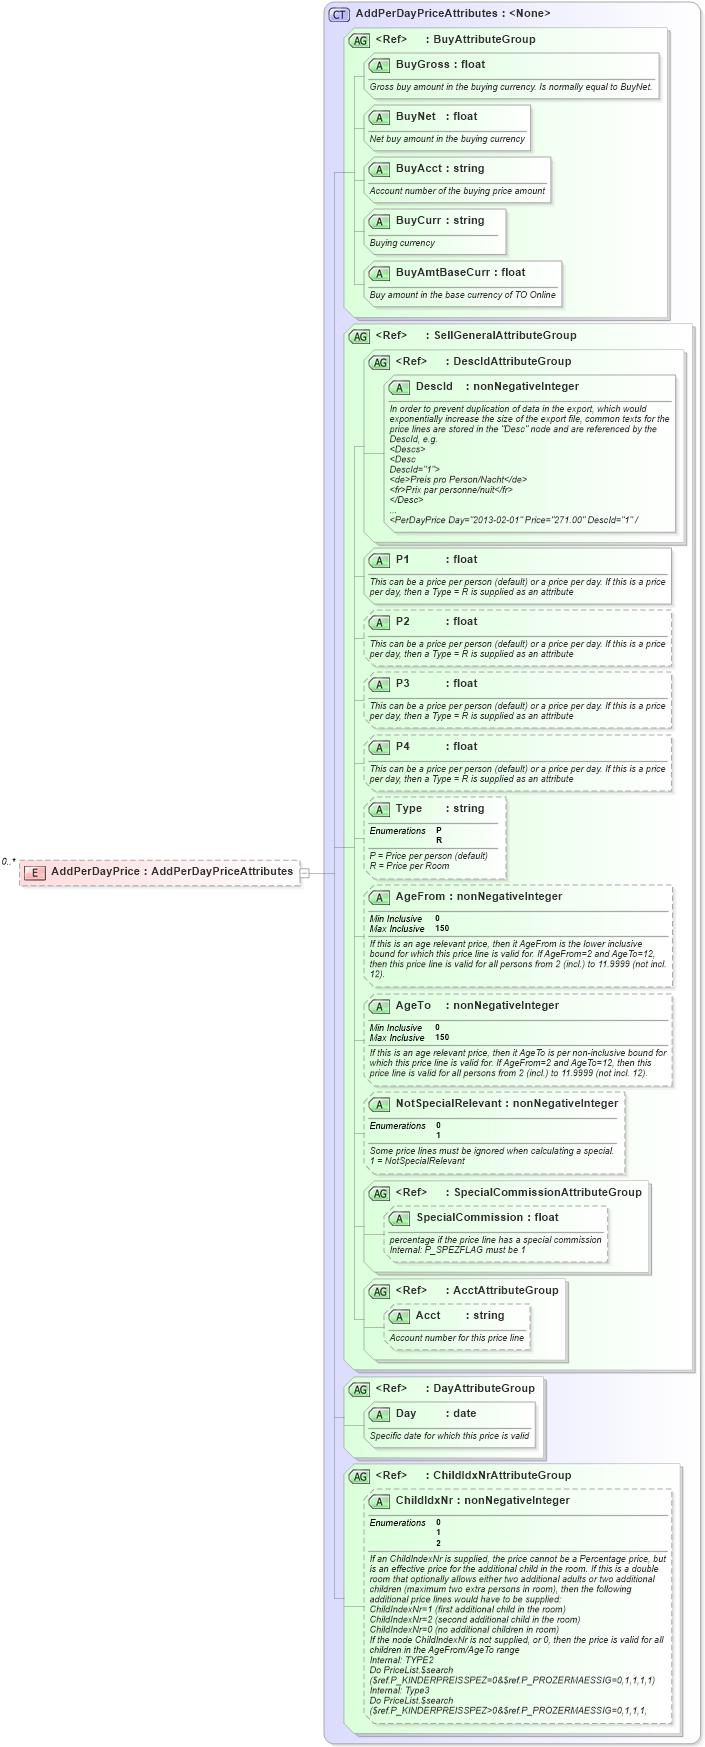 CT AddPerDayPriceAttributes : <None>
AG <Ref> : BuyAttributeGroup
A BuyGross : float
Gross buy amount in the buying currency. Is normally equal to BuyNet.
A BuyNet : float
Net buy amount in the buying currency
A BuyAcct : string
Account number of the buying price amount
A BuyCurr : string
Buying currency
A BuyAmtBaseCurr : float
Buy amount in the base currency of TO Online
AG <Ref> : SellGeneralAttributeGroup
AG <Ref> : DescIdAttributeGroup
A DescId : nonNegativeInteger
In order to prevent duplication of data in the export, which would
exponentially increase the size of the export file, common texts for the
price lines are stored in the "Desc" node and are referenced by the
DescId, e.g.
<Descs>
<Desc
DescId="1">
<de>Preis pro Person/Nacht</de>
<fr>Prix par personne/nuit</fr>
</Desc>
...
<PerDayPrice Day="2013-02-01" Price="271.00" DescId="1" /
A P1 : float
This can be a price per person (default) or a price per day. If this is a price
per day, then a Type = R is supplied as an attribute
A P2 : float
This can be a price per person (default) or a price per day. If this is a price
per day, then a Type = R is supplied as an attribute
A P3 : float
This can be a price per person (default) or a price per day. If this is a price
per day, then a Type = R is supplied as an attribute
A P4 : float
This can be a price per person (default) or a price per day. If this is a price
per day, then a Type = R is supplied as an attribute
A Type : string
Enumerations P
R
P = Price per person (default)
R = Price per Room
0..*
E AddPerDayPrice : AddPerDayPriceAttributes
A AgeFrom : nonNegativeInteger
Min Inclusive 0
Max Inclusive 150
If this is an age relevant price, then it AgeFrom is the lower inclusive
bound for which this price line is valid for. If AgeFrom=2 and AgeTo=12,
then this price line is valid for all persons from 2 (incl.) to 11.9999 (not incl.
12).
A AgeTo : nonNegativeInteger
Min Inclusive 0
Max Inclusive 150
If this is an age relevant price, then it AgeTo is per non-inclusive bound for
which this price line is valid for. If AgeFrom=2 and AgeTo=12, then this
price line is valid for all persons from 2 (incl.) to 11.9999 (not incl. 12).
A NotSpecialRelevant : nonNegativeInteger
Enumerations 0
1
Some price lines must be ignored when calculating a special.
1 = NotSpecialRelevant
AG <Ref> : SpecialCommissionAttributeGroup
A SpecialCommission : float
percentage if the price line has a special commission
Internal: P_SPEZFLAG must be 1
AG <Ref> : AcctAttributeGroup
A Acct : string
Account number for this price line
AG <Ref> : DayAttributeGroup
A Day : date
Specific date for which this price is valid
AG <Ref> : ChildIdxNrAttributeGroup
A ChildIdxNr : nonNegativeInteger
Enumerations 0
1
2
If an ChildIndexNr is supplied, the price cannot be a Percentage price, but
is an effective price for the additional child in the room. If this is a double
room that optionally allows either two additional adults or two additional
children (maximum two extra persons in room), then the following
additional price lines would have to be supplied:
ChildIndexNr=1 (first additional child in the room)
ChildIndexNr=2 (second additional child in the room)
ChildIndexNr=0 (no additional children in room)
If the node ChildIndexNr is not supplied, or 0, then the price is valid for all
children in the AgeFrom/AgeTo range
Internal: TYPE2
Do PriceList.$search
($ref.P_KINDERPREISSPEZ=0&$ref.P_PROZERMAESSIG=0,1,1,1,1)
Internal: Type3
Do PriceList.$search
($ref.P_KINDERPREISSPEZ>0&$ref.P_PROZERMAESSIG=0,1,1,1,